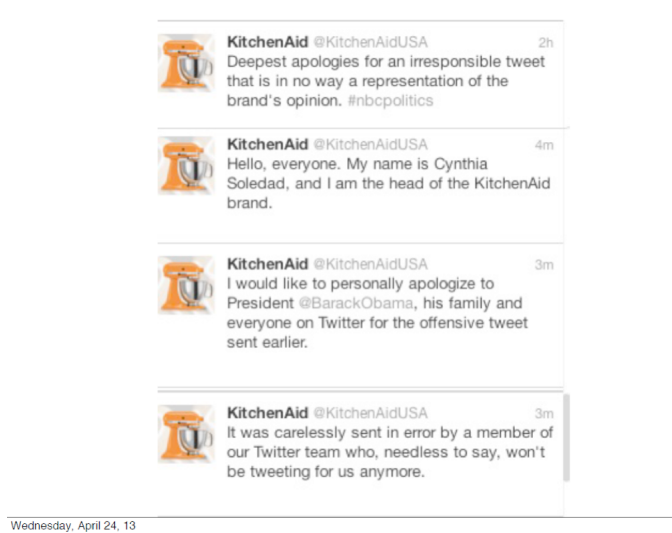 KitchenAid @KitchenAidUSA 2h
Deepest apologies for an irresponsible tweet
that is in no way a representation of the
brand's opinion. #nbcpolitics
KitchenAid @KitchenAidUSA 4m
Hello, everyone. My name is Cynthia
Soledad, and I am the head of the KitchenAid
brand.
KitchenAid @KitchenAidUSA 3m
I would like to personally apologize to
President @BarackObama, his family and
everyone on Twitter for the offensive tweet
sent earlier.
KitchenAid @KitchenAidUSA 3m
It was carelessly sent in error by a member of
our Twitter team who, needless to say, won't
be tweeting for us anymore.
Wednesday, April 24, 13